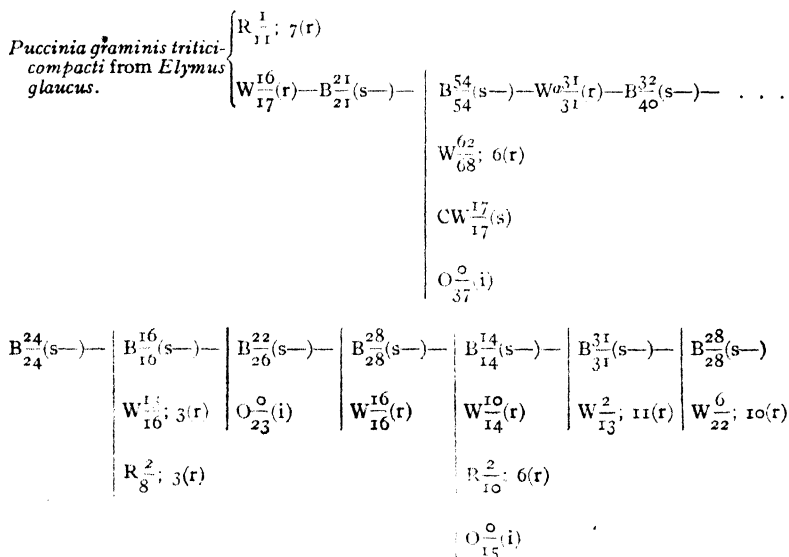 R 1/11; 7(r)
Puccinia graminis tritici-
compacti from Elymus
glaucus.
W 16/17(r)—B 21/21(s—)— B 54/54(s—)—Wa 31/31(r)—B 32/40(s—)— . . .
W 62/68; 6(r)
CW 17/17(s)
O 0/37(i)
B 24/24(s—)— B 16/16(s—)— B 22/26(s—)— B 28/28(s—)— B 14/14(s—)— B 31/31(s—)— B 28/28(s—)
W /16; 3(r) O 0/23(i) W 16/16(r) W 10/14(r) W 2/13; 11(r) W 6/22; 10(r)
R 2/8; 3(r) R 2/10; 6(r)
O 0/15(i)